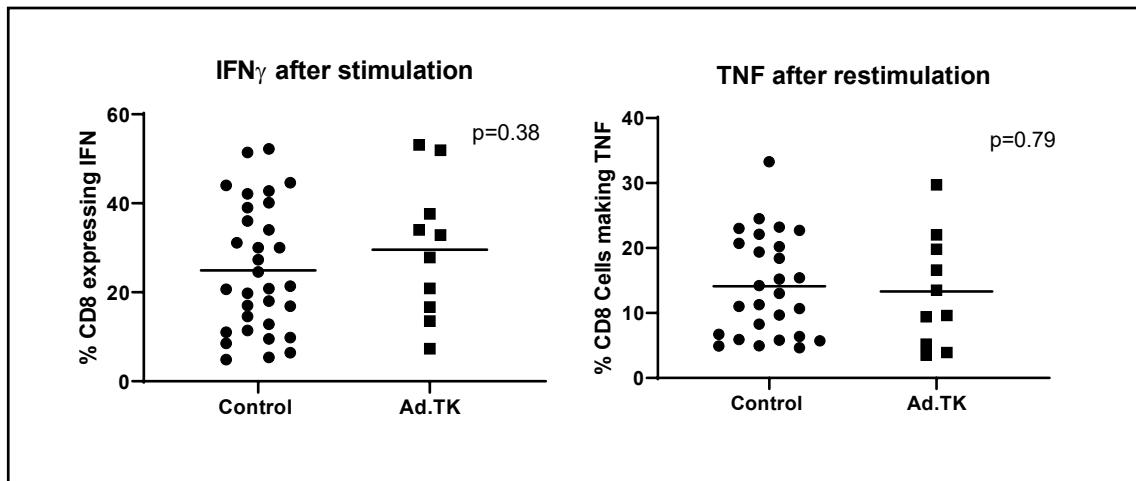 IFNγ after stimulation
% CD8 expressing IFN
60
40
20
0
p=0.38
Control
Ad.TK
TNF after restimulation
% CD8 Cells making TNF
40
30
20
10
0
p=0.79
Control
Ad.TK